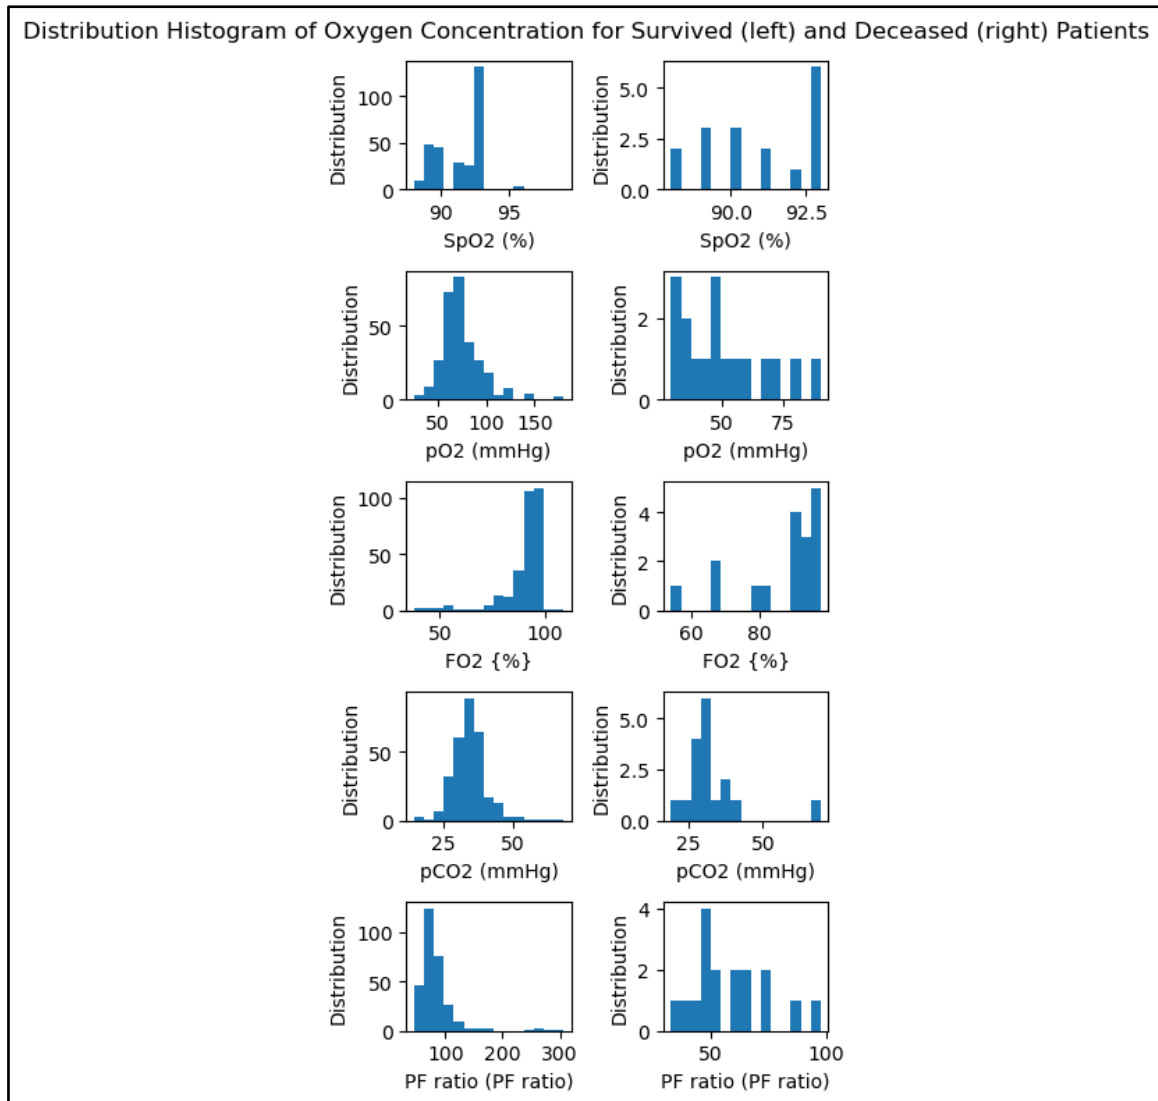 Distribution Histogram of Oxygen Concentration for Survived (left) and Deceased (right) Patients
Distribution
100
50
0
90 95
SpO2 (%)
Distribution
5.0
2.5
0.0
90.0 92.5
SpO2 (%)
Distribution
50
0
50 100 150
pO2 (mmHg)
Distribution
2
0
50 75
pO2 (mmHg)
Distribution
100
50
0
50 100
FO2 {%}
Distribution
4
2
0
60 80
FO2 {%}
Distribution
50
0
25 50
pCO2 (mmHg)
Distribution
5.0
2.5
0.0
25 50
pCO2 (mmHg)
Distribution
100
50
0
100 200 300
PF ratio (PF ratio)
Distribution
4
2
0
50 100
PF ratio (PF ratio)